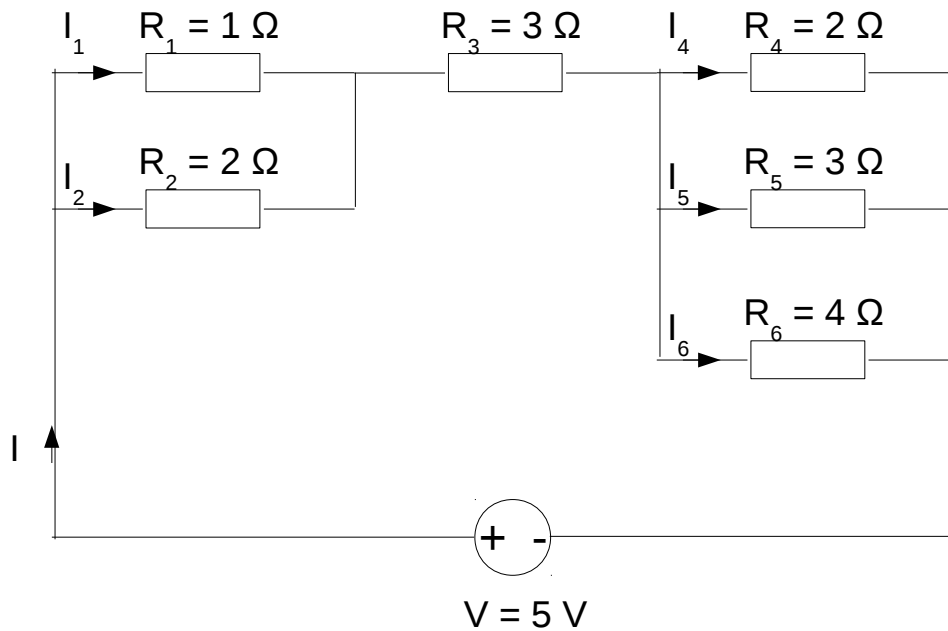 I₁ R₁ = 1 Ω R₃ = 3 Ω I₄ R₄ = 2 Ω
I₂ R₂ = 2 Ω I₅ R₅ = 3 Ω
I₆ R₆ = 4 Ω
I
+ -
V = 5 V